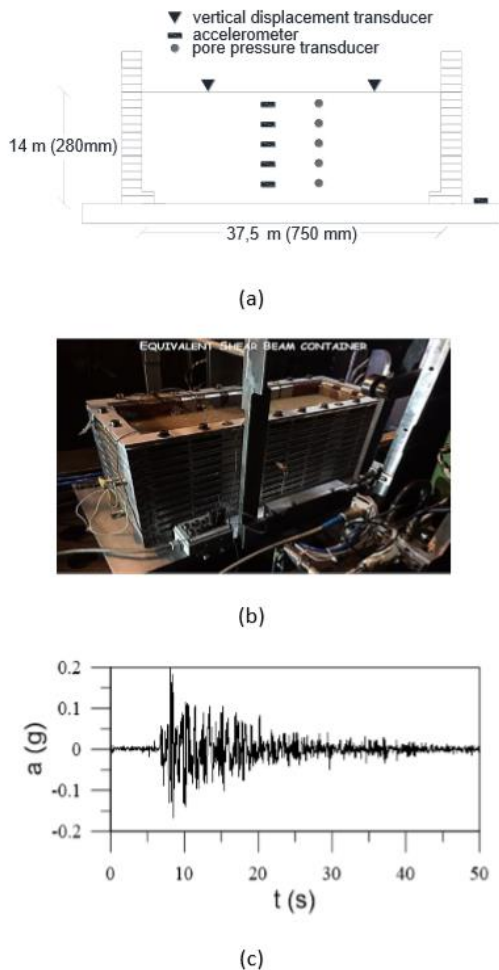 vertical displacement transducer
accelerometer
pore pressure transducer
14 m (280mm)
37,5 m (750 mm)
(a)
EQUIVALENT SHEAR BEAM CONTAINER
(b)
0.2
0.1
0
-0.1
-0.2
a (g)
0 10 20 30 40 50
t (s)
(c)